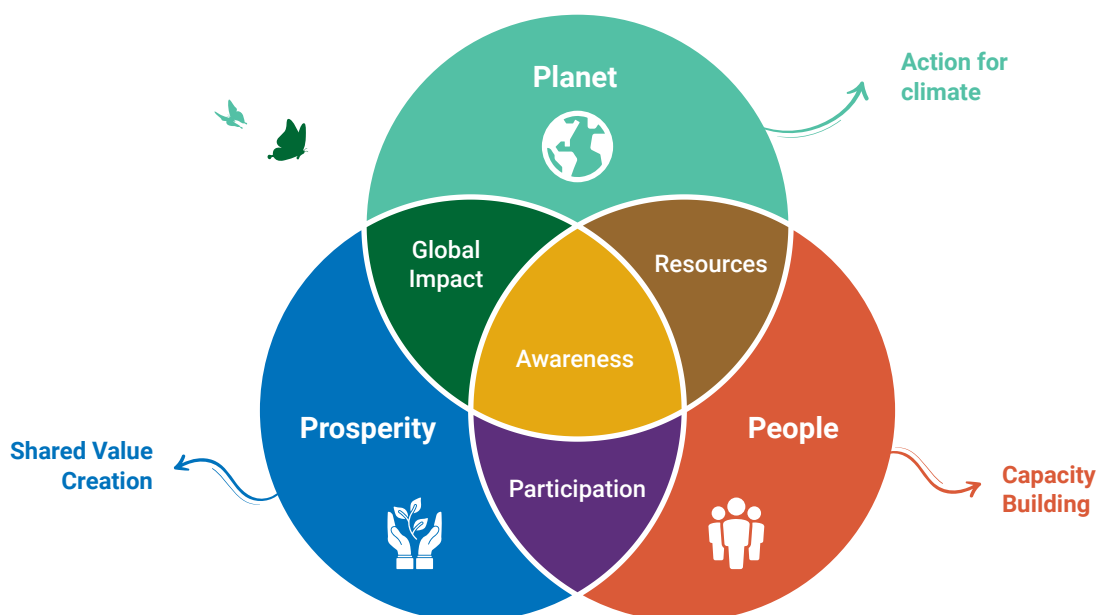 Planet
Action for
climate
Global
Impact
Resources
Awareness
Prosperity
People
Shared Value
Creation
Participation
Capacity
Building